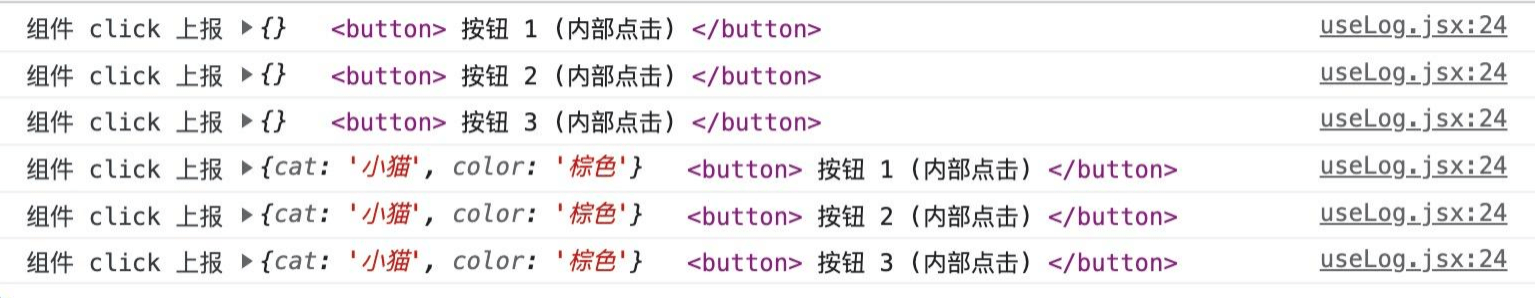 组件 click 上报 ▶{} <button> 按钮 1 (内部点击) </button> useLog.jsx:24
组件 click 上报 ▶{} <button> 按钮 2 (内部点击) </button> useLog.jsx:24
组件 click 上报 ▶{} <button> 按钮 3 (内部点击) </button> useLog.jsx:24
组件 click 上报 ▶{cat: '小猫', color: '棕色'} <button> 按钮 1 (内部点击) </button> useLog.jsx:24
组件 click 上报 ▶{cat: '小猫', color: '棕色'} <button> 按钮 2 (内部点击) </button> useLog.jsx:24
组件 click 上报 ▶{cat: '小猫', color: '棕色'} <button> 按钮 3 (内部点击) </button> useLog.jsx:24